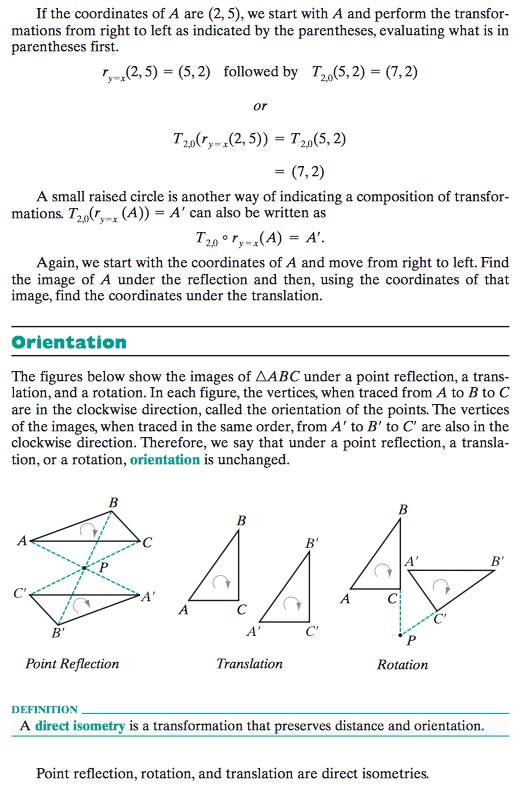 If the coordinates of A are (2, 5), we start with A and perform the transfor-
mations from right to left as indicated by the parentheses, evaluating what is in
parentheses first.
r_{y=x}(2, 5) = (5, 2) followed by T_{2,0}(5, 2) = (7, 2)
or
T_{2,0}(r_{y=x}(2, 5)) = T_{2,0}(5, 2)
= (7, 2)
A small raised circle is another way of indicating a composition of transfor-
mations. T_{2,0}(r_{y=x} (A)) = A′ can also be written as
T_{2,0} ∘ r_{y=x}(A) = A′.
Again, we start with the coordinates of A and move from right to left. Find
the image of A under the reflection and then, using the coordinates of that
image, find the coordinates under the translation.
Orientation
The figures below show the images of △ABC under a point reflection, a trans-
lation, and a rotation. In each figure, the vertices, when traced from A to B to C
are in the clockwise direction, called the orientation of the points. The vertices
of the images, when traced in the same order, from A′ to B′ to C′ are also in the
clockwise direction. Therefore, we say that under a point reflection, a transla-
tion, or a rotation, orientation is unchanged.
B
A
C
P
C′
A′
B′
Point Reflection
B
B′
A
C
A′
C′
Translation
B
A′
B′
A
C
C′
P
Rotation
DEFINITION
A direct isometry is a transformation that preserves distance and orientation.
Point reflection, rotation, and translation are direct isometries.